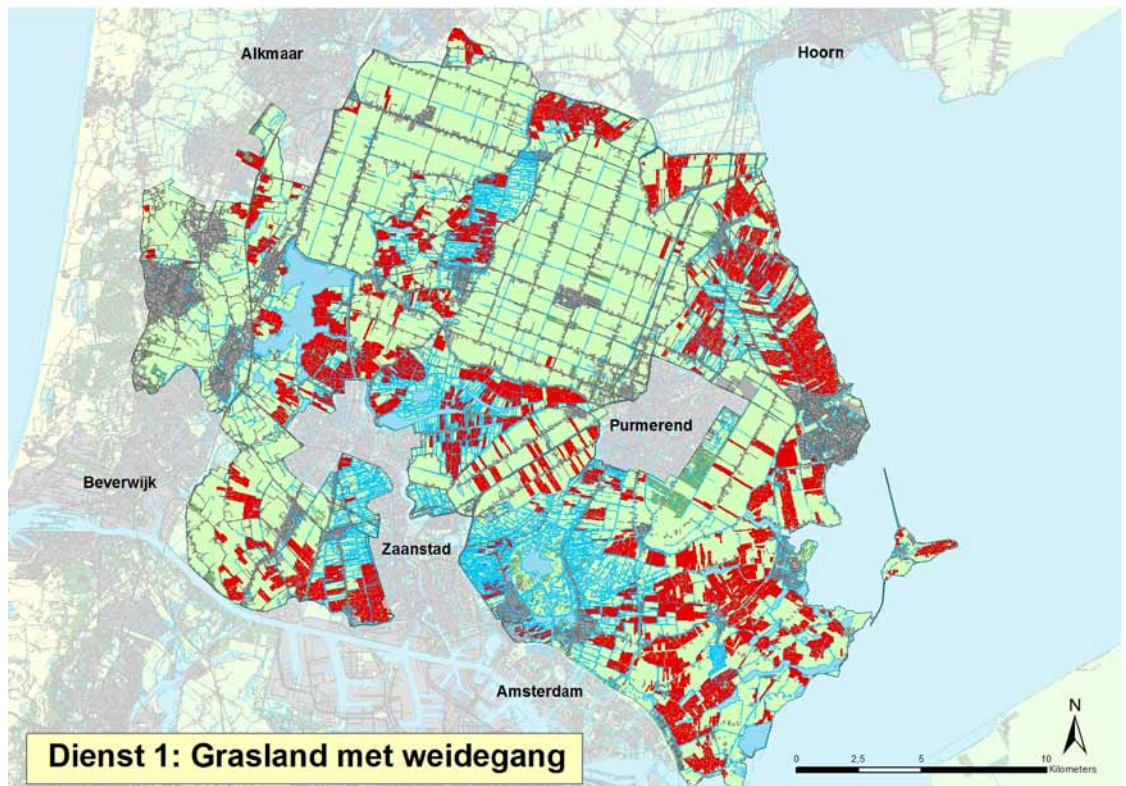 Alkmaar
Hoorn
Purmerend
Beverwijk
Zaanstad
Amsterdam
N
Dienst 1: Grasland met weidegang
0 2,5 5 10
Kilometers